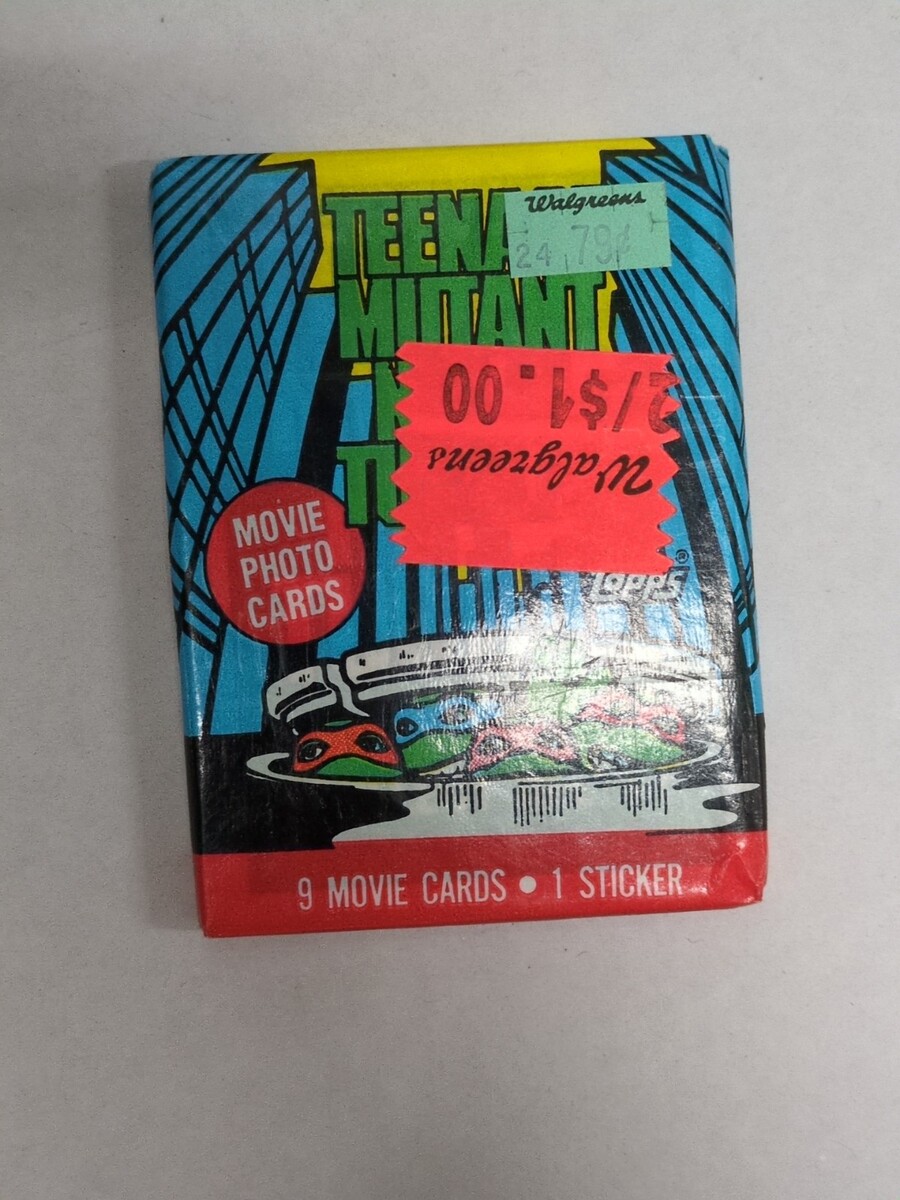 TEENA
Walgreens
24 79¢
MUTANT
2/$1.00
Walgreens
MOVIE
PHOTO
CARDS
TOPPS®
9 MOVIE CARDS • 1 STICKER